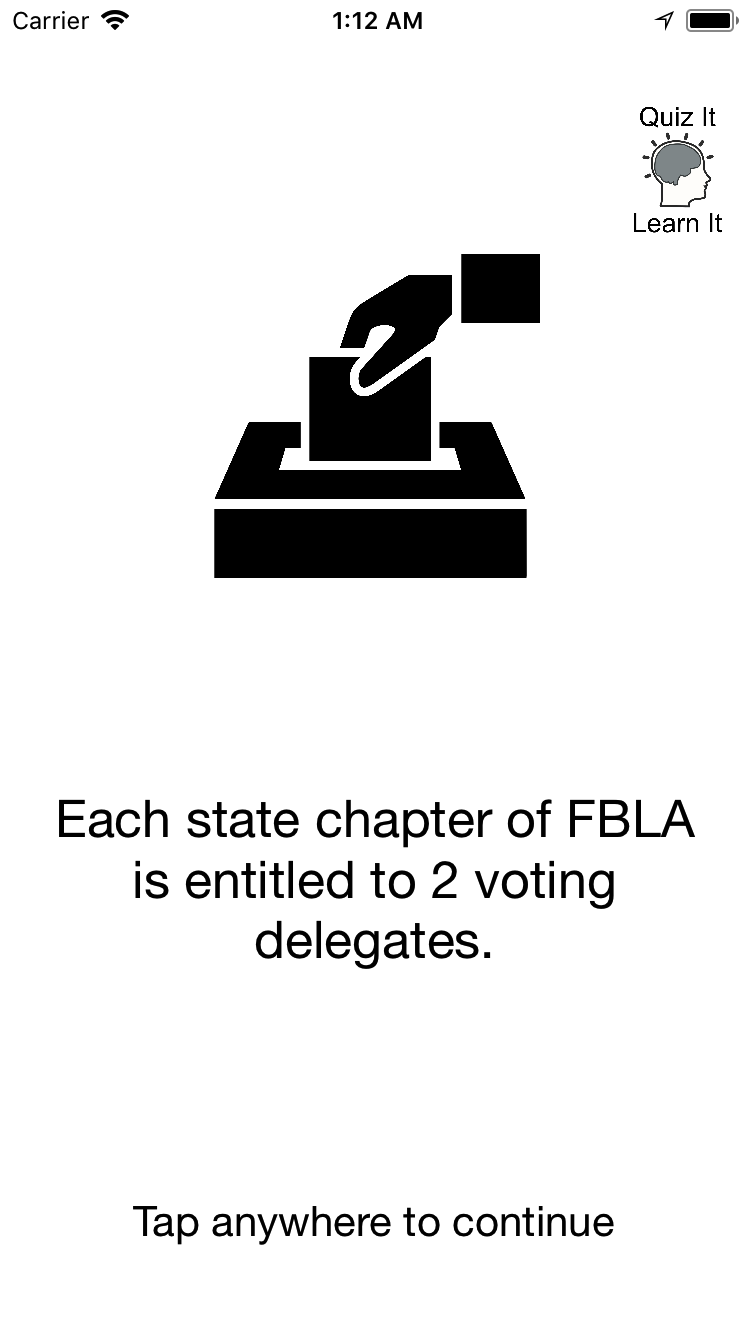 Carrier 1:12 AM
Quiz It
Learn It
Each state chapter of FBLA
is entitled to 2 voting
delegates.
Tap anywhere to continue